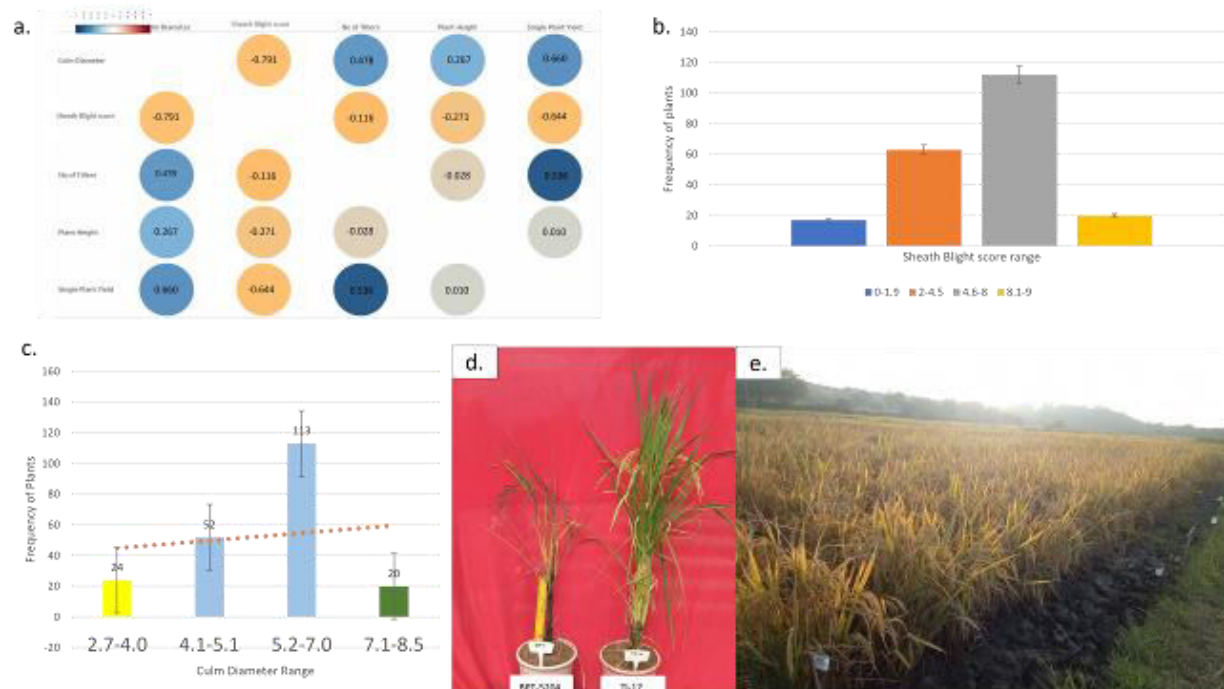 a.
Sheath Blight score
No of Tillers
Plant Height
Single Plant Yield
Culm Diameter
-0.791
0.478
0.267
0.660
Sheath Blight score
-0.791
-0.116
-0.271
-0.644
No of Tillers
0.478
-0.116
-0.028
Plant Height
0.267
-0.271
-0.028
0.010
Single Plant Yield
0.660
-0.644
0.010
b.
140
120
100
80
60
40
20
0
Frequency of plants
Sheath Blight score range
0-1.9
2-4.5
4.6-8
8.1-9
c.
160
140
120
100
80
60
40
20
0
-20
Frequency of Plants
24
52
113
20
2.7-4.0
4.1-5.1
5.2-7.0
7.1-8.5
Culm Diameter Range
d.
e.